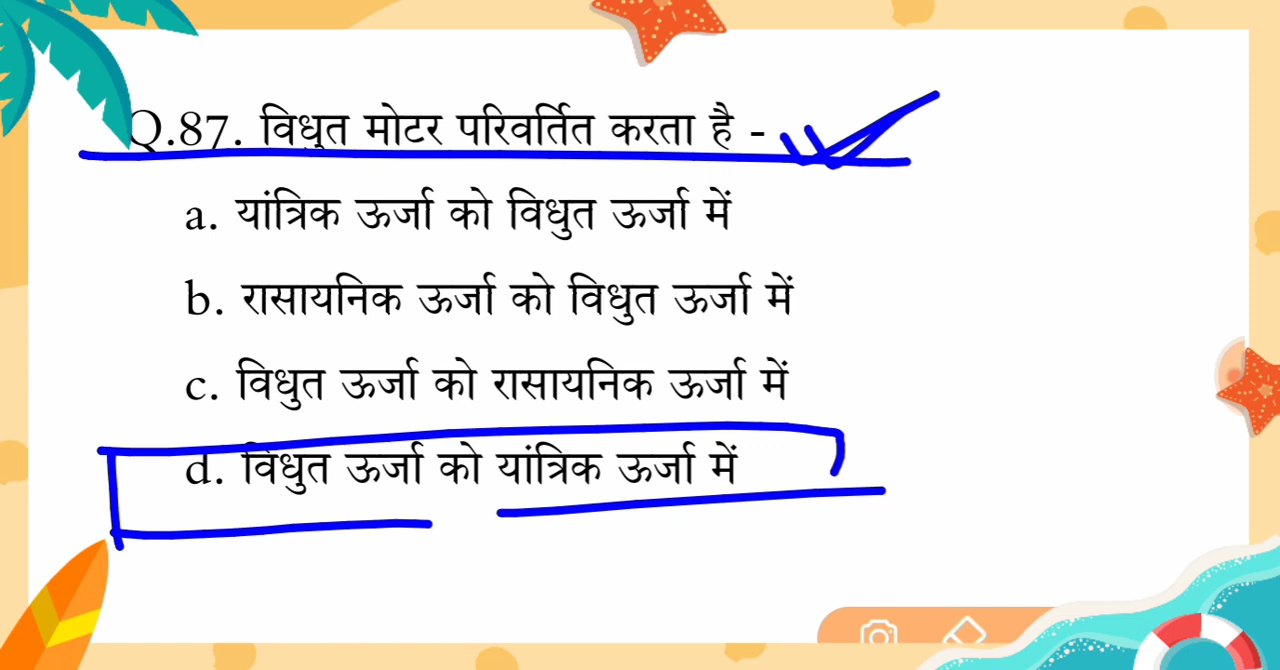 Q.87. विधुत मोटर परिवर्तित करता है -
a. यांत्रिक ऊर्जा को विधुत ऊर्जा में
b. रासायनिक ऊर्जा को विधुत ऊर्जा में
c. विधुत ऊर्जा को रासायनिक ऊर्जा में
d. विधुत ऊर्जा को यांत्रिक ऊर्जा में